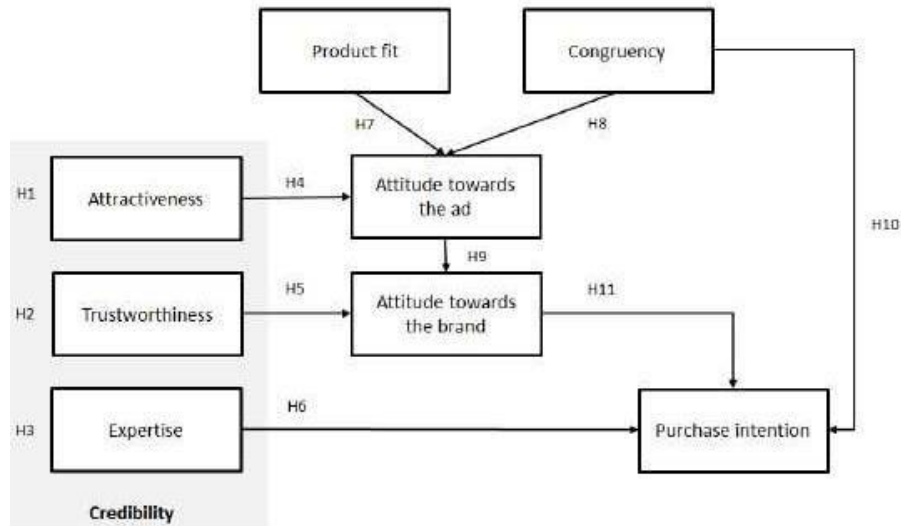 Product fit
Congruency
H7
H8
H1
Attractiveness
H4
Attitude towards
the ad
H10
H9
H2
Trustworthiness
H5
Attitude towards
the brand
H11
H3
Expertise
H6
Purchase intention
Credibility